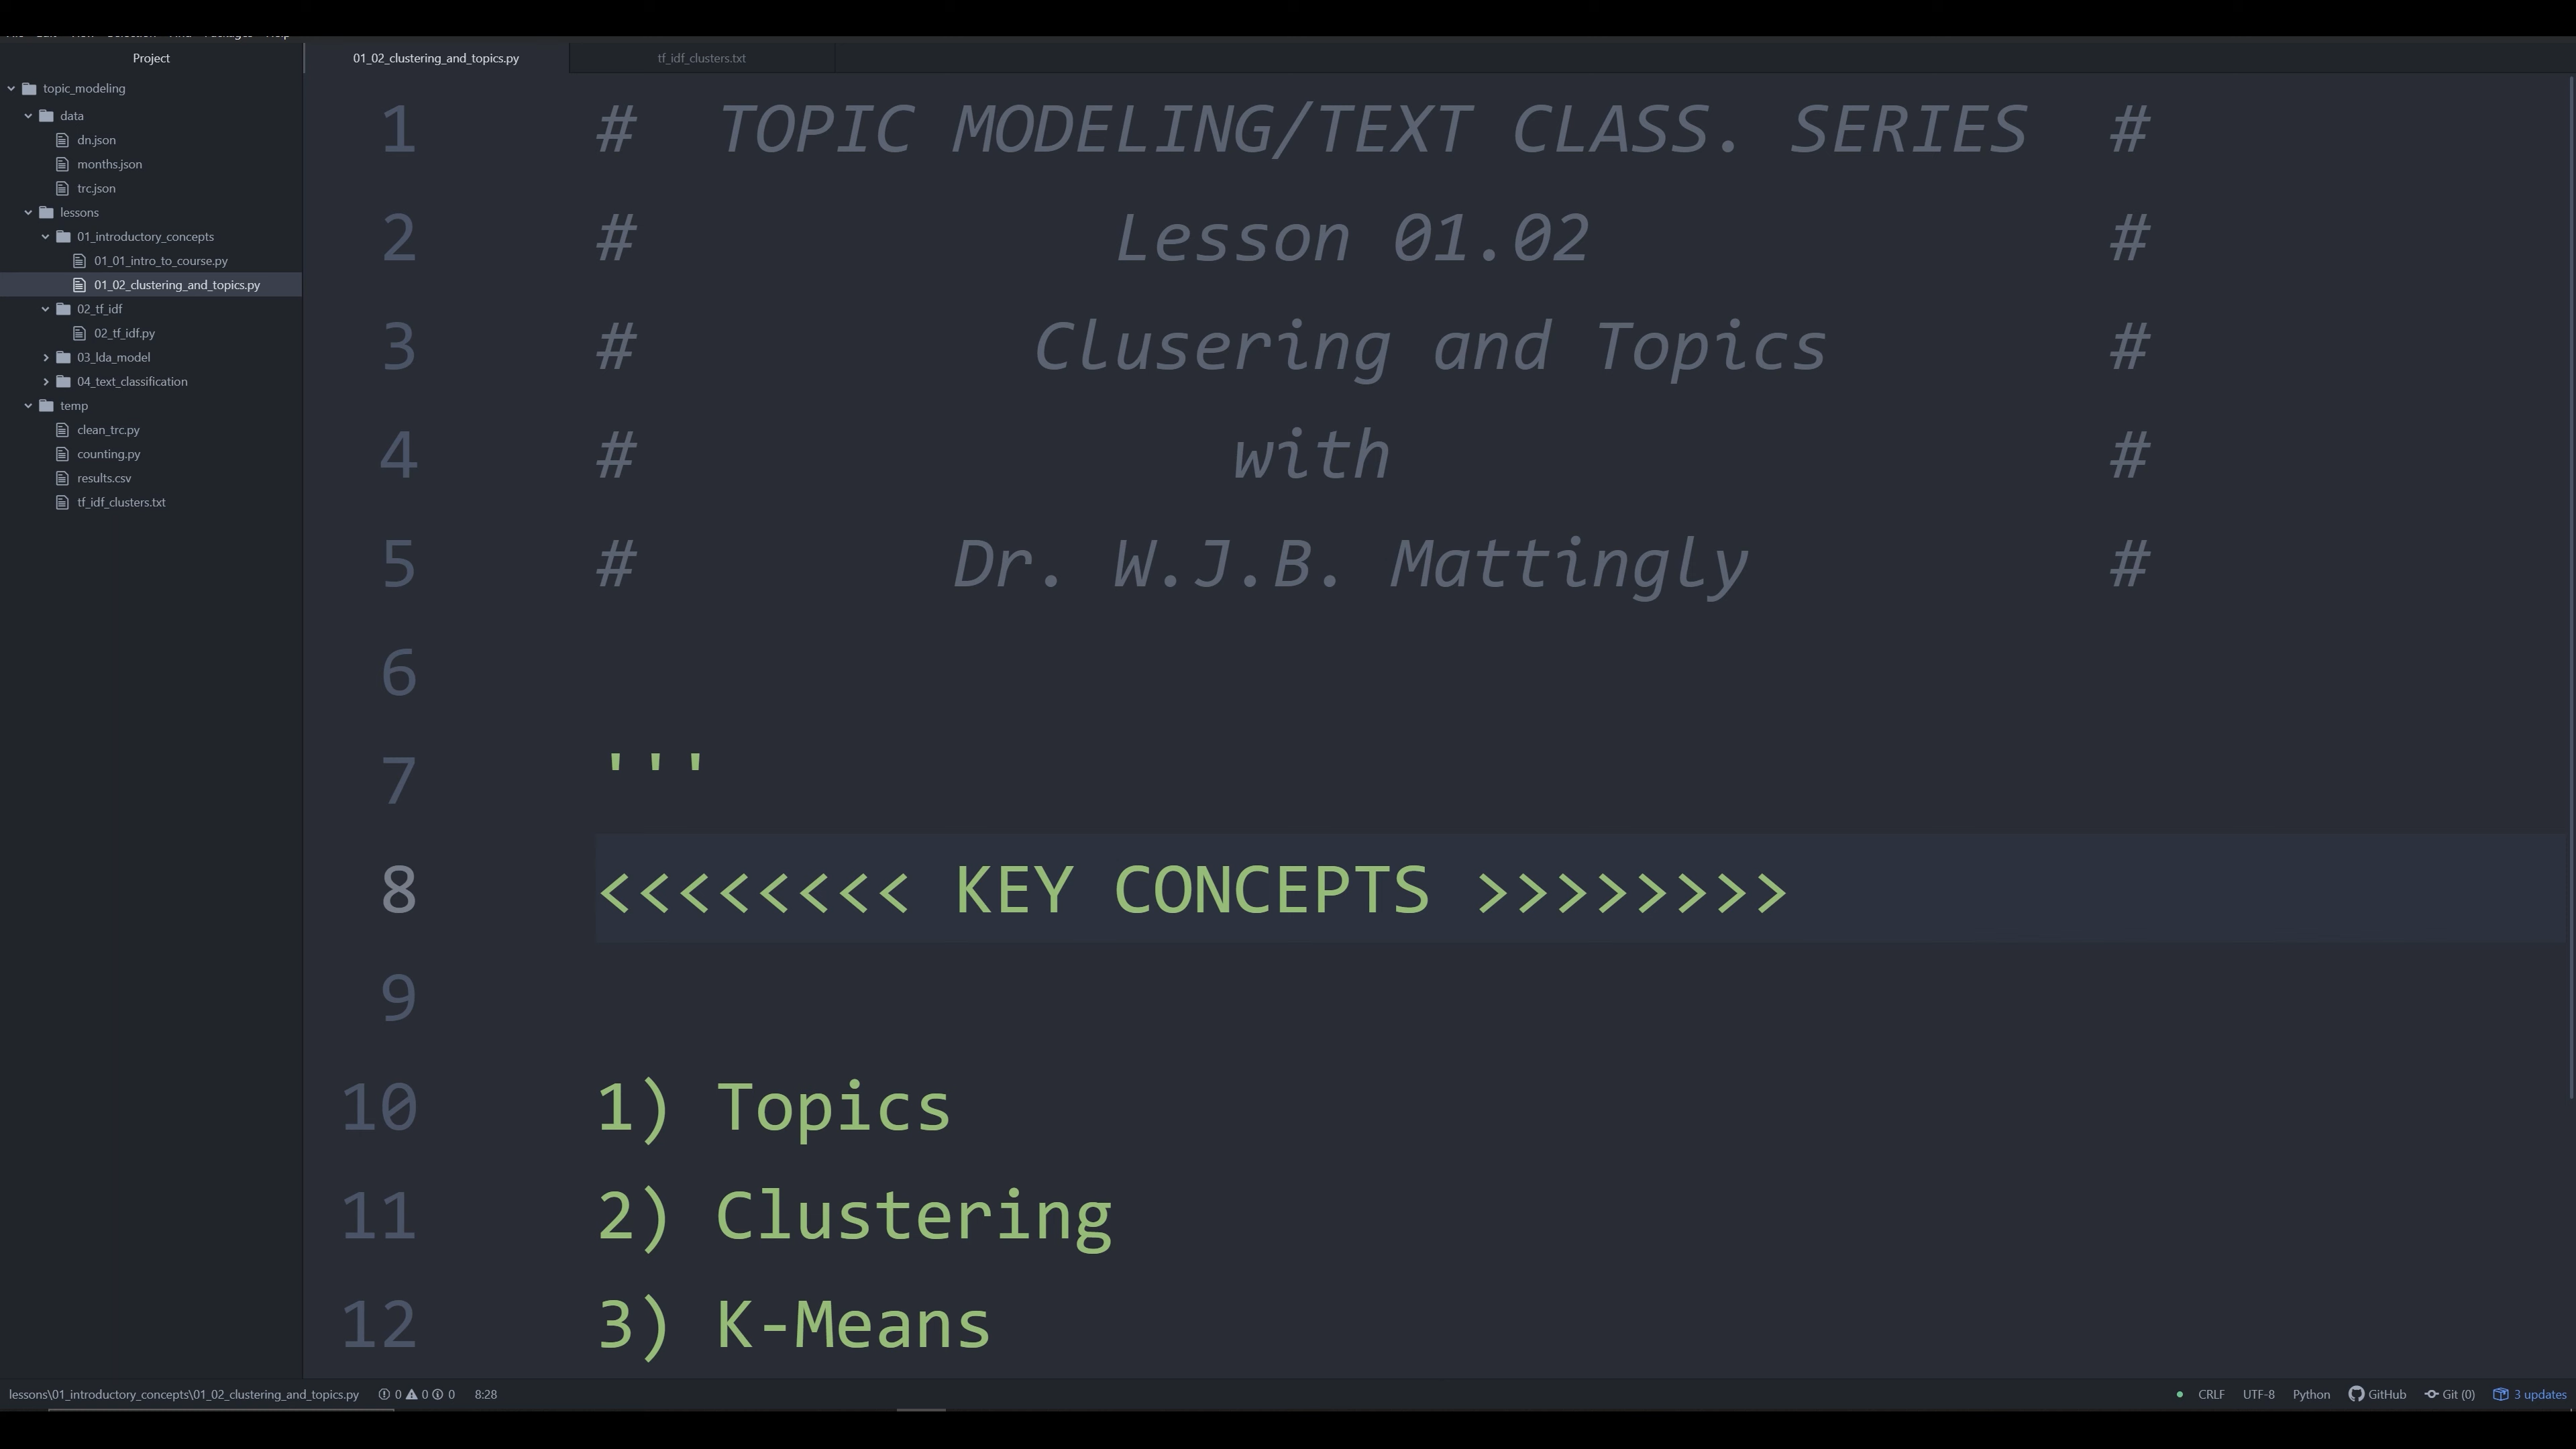 Project
01_02_clustering_and_topics.py
tf_idf_clusters.txt
topic_modeling
data
dn.json
months.json
trc.json
lessons
01_introductory_concepts
01_01_intro_to_course.py
01_02_clustering_and_topics.py
02_tf_idf
02_tf_idf.py
03_lda_model
04_text_classification
temp
clean_trc.py
counting.py
results.csv
tf_idf_clusters.txt
1 # TOPIC MODELING/TEXT CLASS. SERIES #
2 # Lesson 01.02 #
3 # Clusering and Topics #
4 # with #
5 # Dr. W.J.B. Mattingly #
6
7 '''
8 <<<<<<<< KEY CONCEPTS >>>>>>>>
9
10 1) Topics
11 2) Clustering
12 3) K-Means
lessons\01_introductory_concepts\01_02_clustering_and_topics.py 0 0 0 8:28 CRLF UTF-8 Python GitHub Git (0) 3 updates